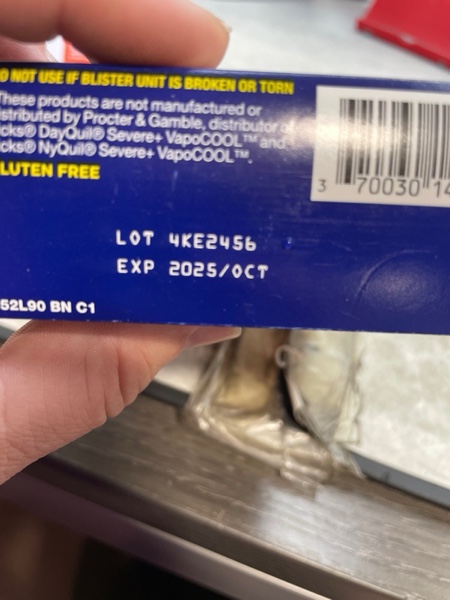 O NOT USE IF BLISTER UNIT IS BROKEN OR TORN
These products are not manufactured or
istributed by Procter & Gamble, distributor of
icks® DayQuil® Severe+ VapoCOOL™ and
icks® NyQuil® Severe+ VapoCOOL™.
LUTEN FREE
3 70030 14
LOT 4KE2456
EXP 2025/OCT
52L90 BN C1